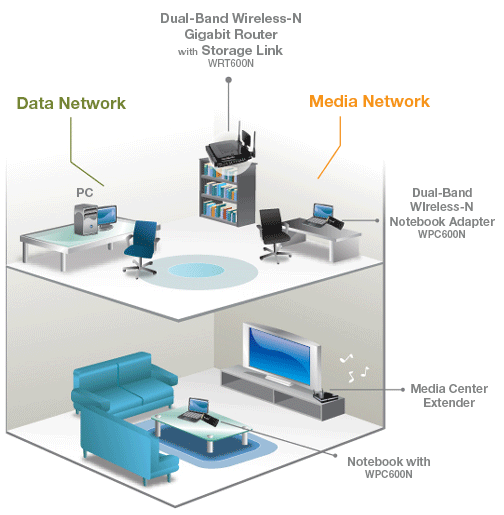 Dual-Band Wireless-N
Gigabit Router
with Storage Link
WRT600N
Data Network
Media Network
PC
Dual-Band
WIreless-N
Notebook Adapter
WPC600N
Media Center
Extender
Notebook with
WPC600N